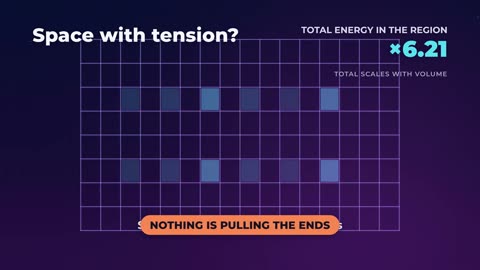 Space with tension?
TOTAL ENERGY IN THE REGION
×6.21
TOTAL SCALES WITH VOLUME
NOTHING IS PULLING THE ENDS